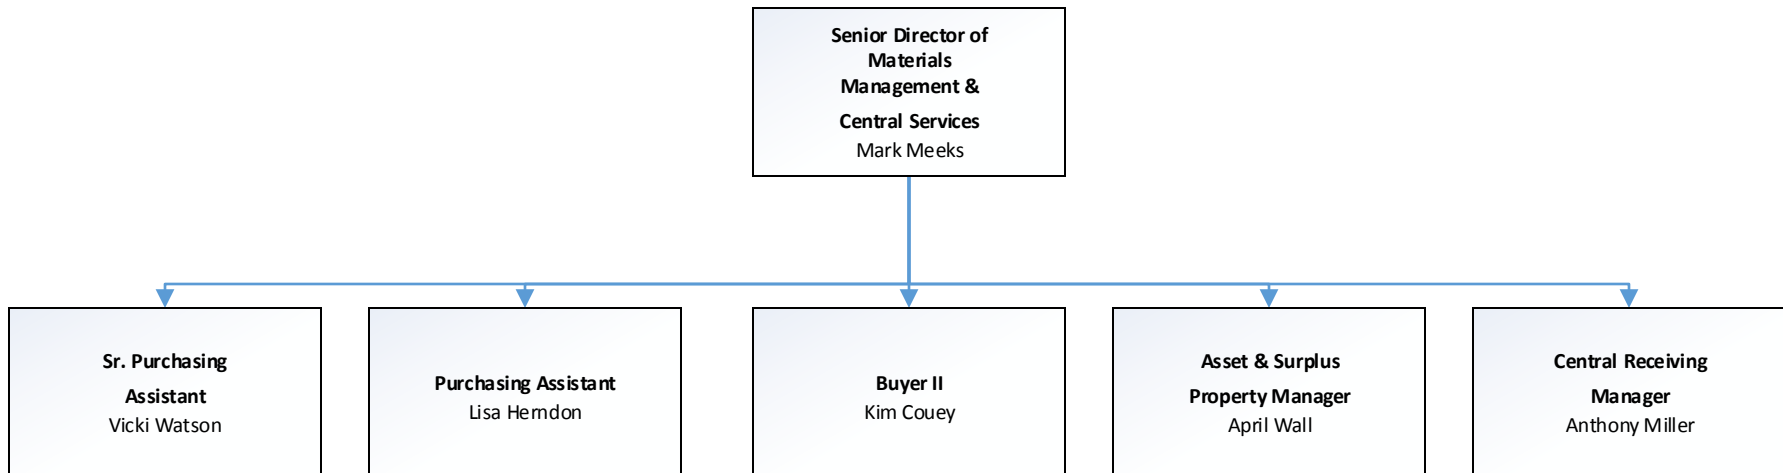 Senior Director of
Materials
Management &
Central Services
Mark Meeks
Sr. Purchasing
Assistant
Vicki Watson
Purchasing Assistant
Lisa Herndon
Buyer II
Kim Couey
Asset & Surplus
Property Manager
April Wall
Central Receiving
Manager
Anthony Miller